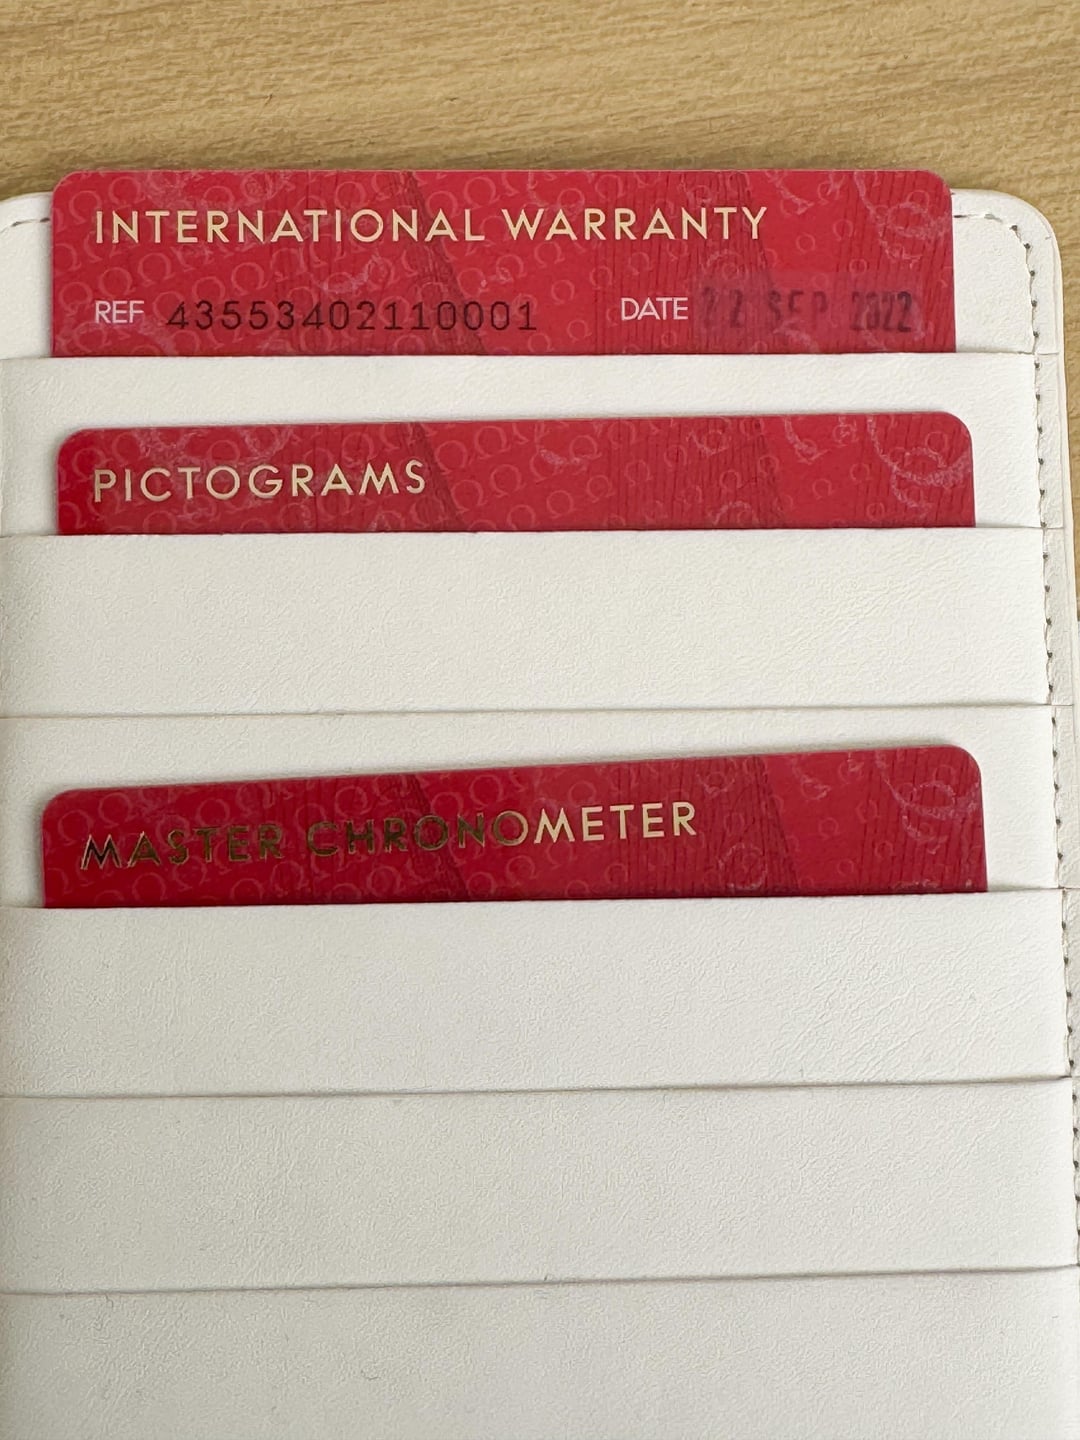 INTERNATIONAL WARRANTY
REF 43553402110001 DATE 22 SEP 2022
PICTOGRAMS
MASTER CHRONOMETER